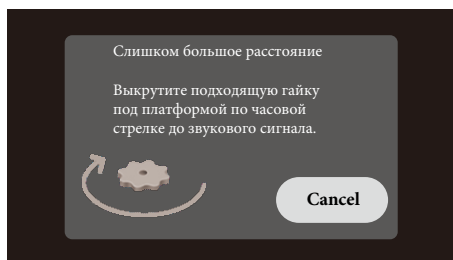 Слишком большое расстояние
Выкрутите подходящую гайку
под платформой по часовой
стрелке до звукового сигнала.
Cancel